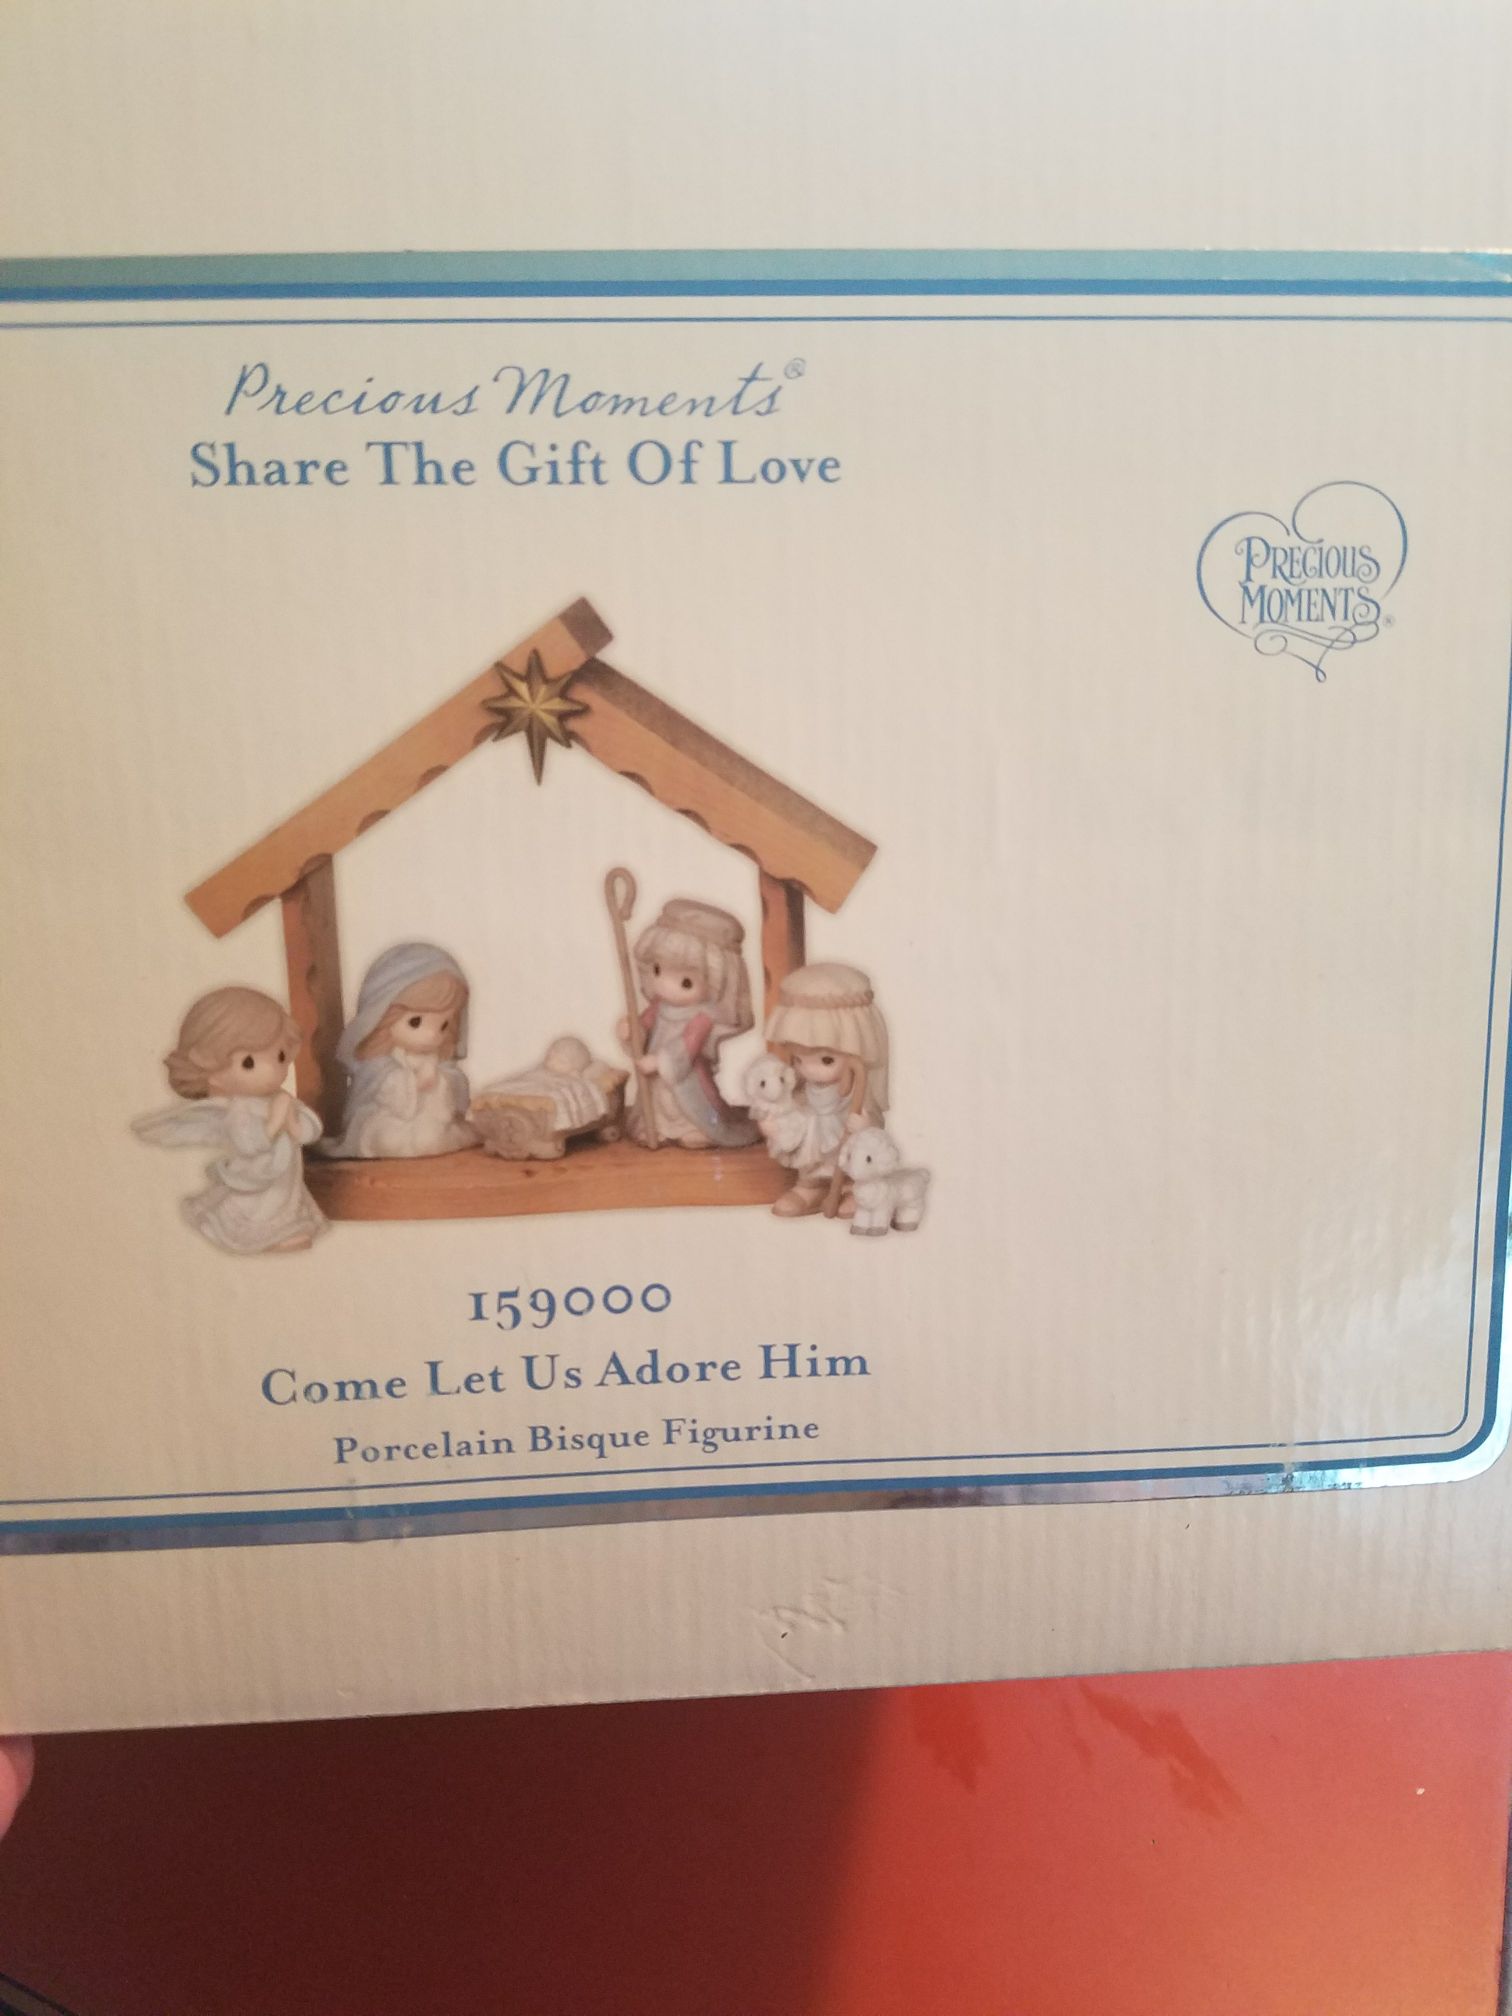 Precious Moments®
Share The Gift Of Love
PRECIOUS
MOMENTS®
159000
Come Let Us Adore Him
Porcelain Bisque Figurine